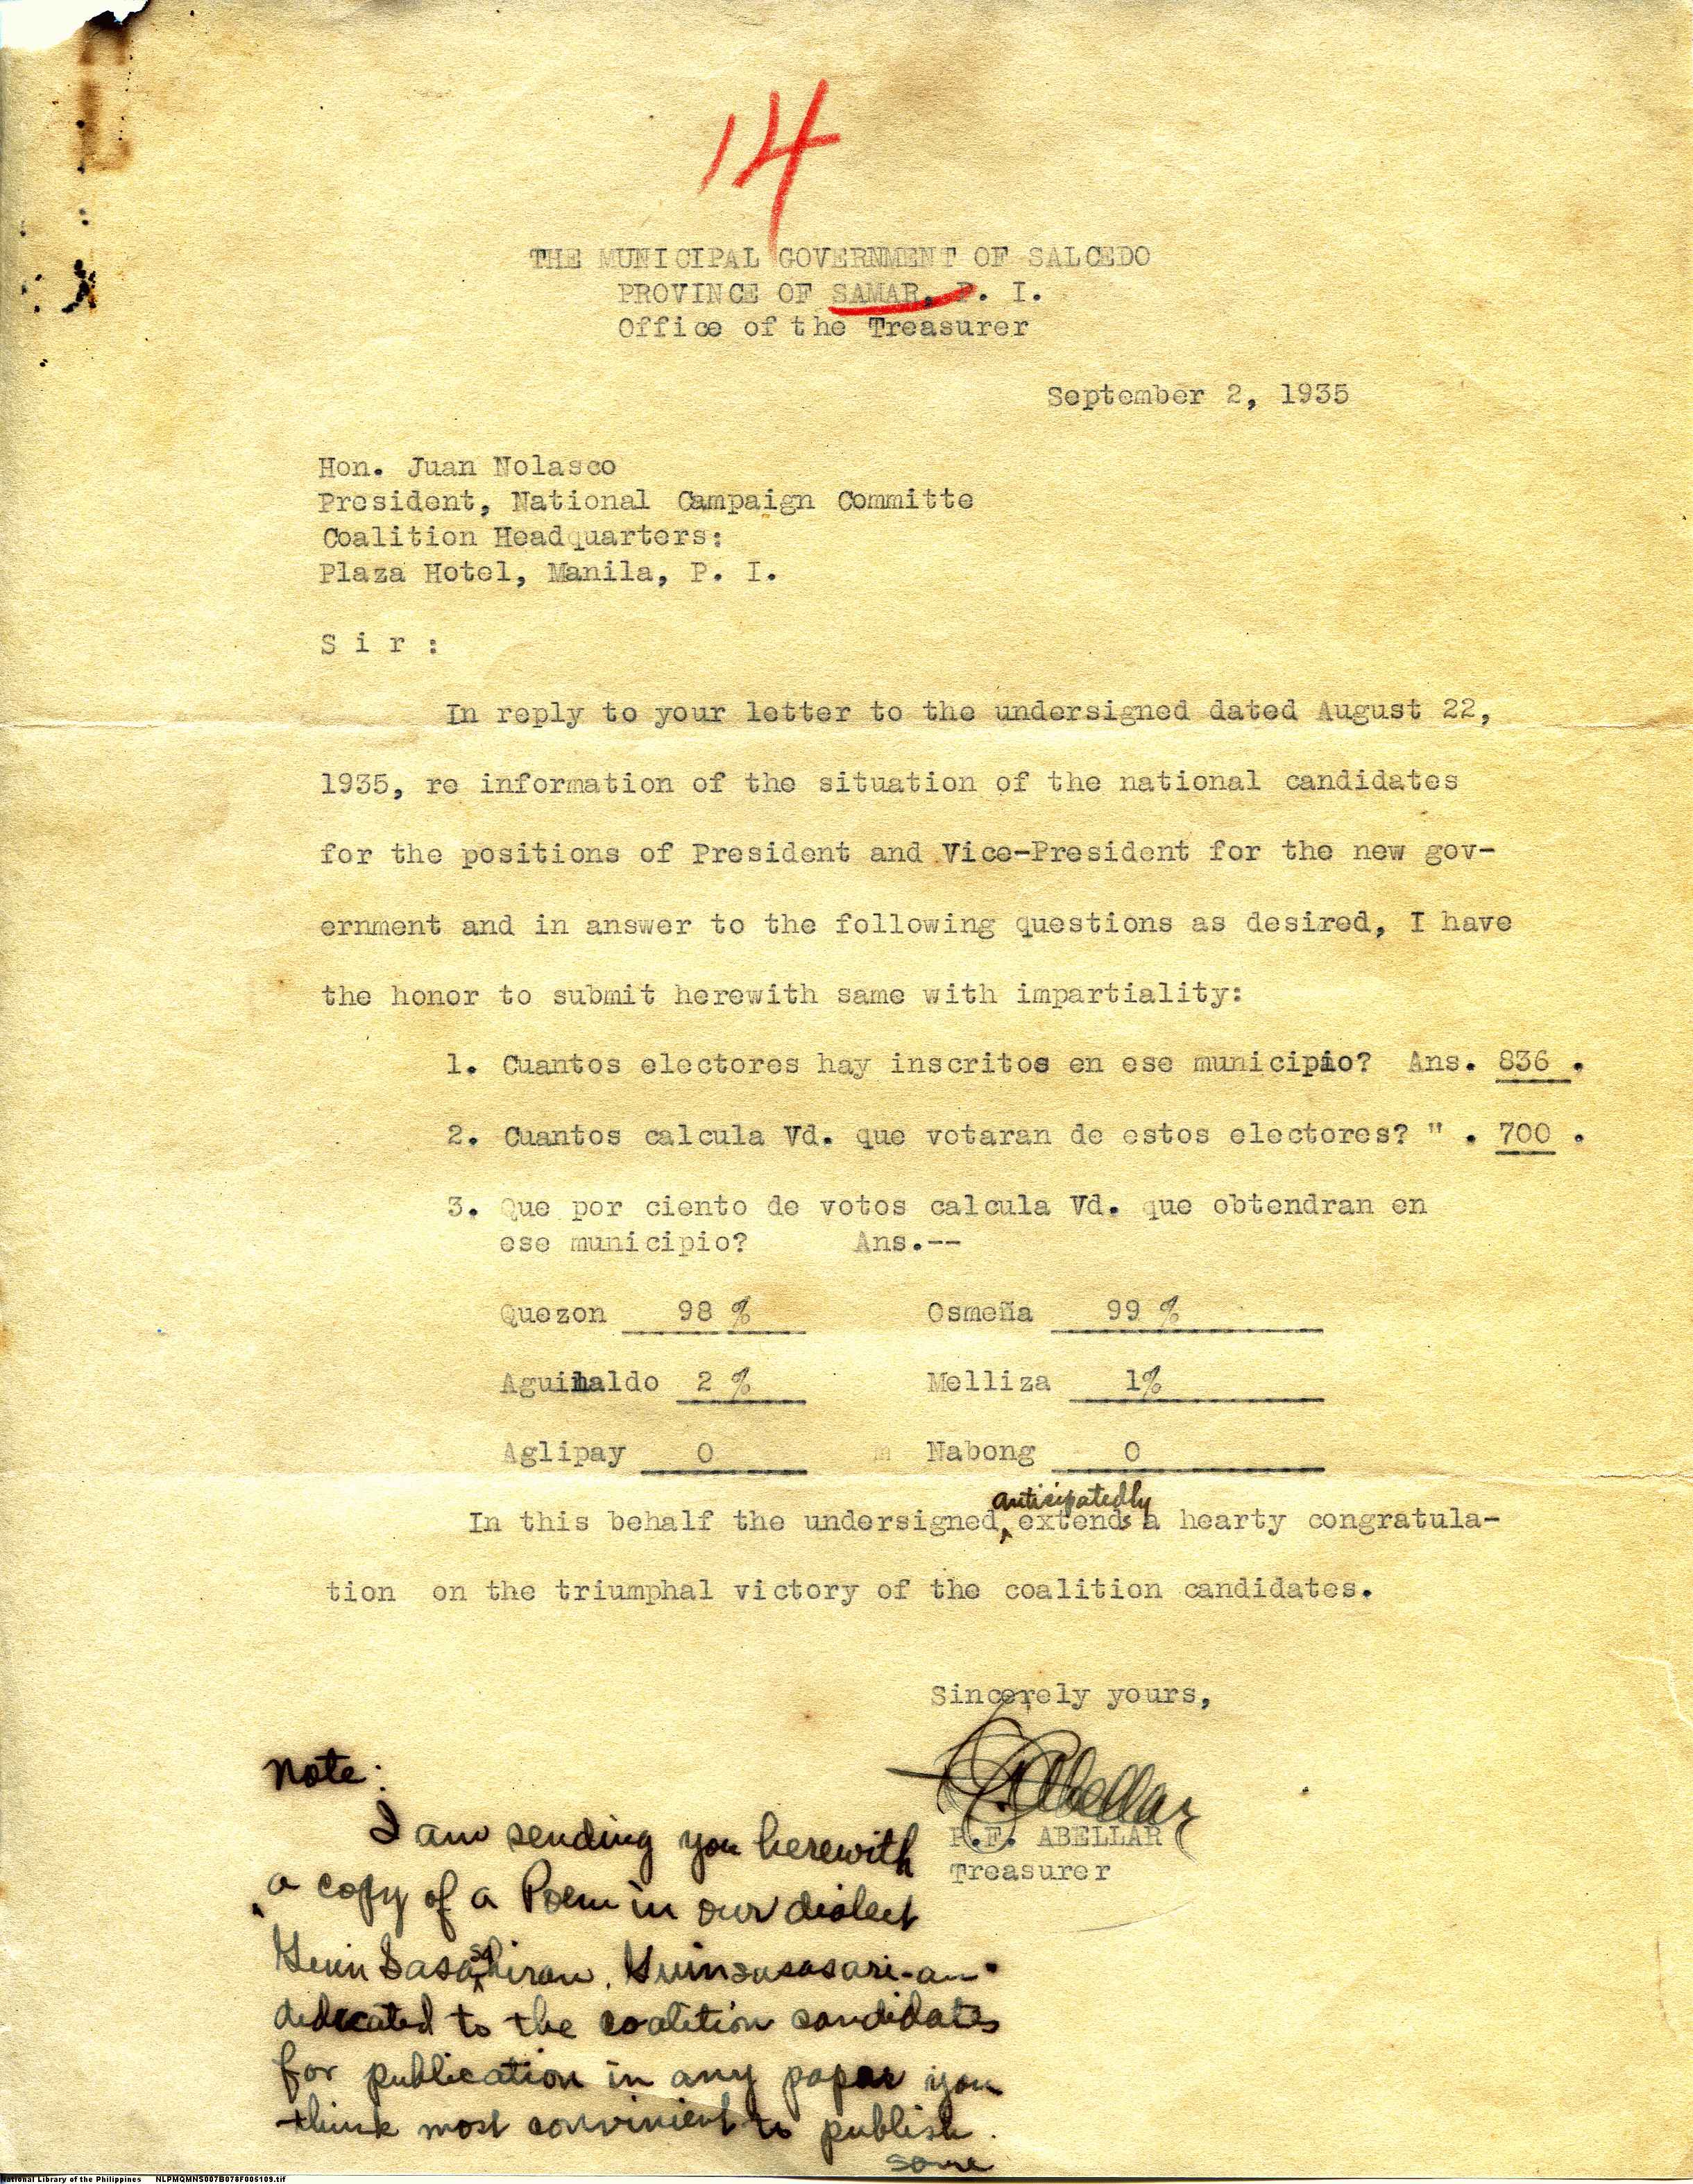 14
THE MUNICIPAL GOVERNMENT OF SALCEDO
PROVINCE OF SAMAR, P. I.
Office of the Treasurer
September 2, 1935
Hon. Juan Nolasco
President, National Campaign Committe
Coalition Headquarters:
Plaza Hotel, Manila, P. I.
S i r :
In reply to your letter to the undersigned dated August 22,
1935, re information of the situation of the national candidates
for the positions of President and Vice-President for the new gov-
ernment and in answer to the following questions as desired, I have
the honor to submit herewith same with impartiality:
1. Cuantos electores hay inscritos en ese municipio? Ans. 836 .
2. Cuantos calcula Vd. que votaran de estos electores? " . 700 .
3. Que por ciento de votos calcula Vd. que obtendran en
ese municipio? Ans.--
Quezon 98 % Osmeña 99 %
Aguinaldo 2 % Melliza 1%
Aglipay 0 m Nabong 0
In this behalf the undersigned, anticipatedly extends a hearty congratula-
tion on the triumphal victory of the coalition candidates.
Sincerely yours,
Abellar
P.F. ABELLAR
Treasurer
Note:
I am sending you herewith
a copy of a Poem in our dialect
dedicated to the coalition candidates
for publication in any paper you
think most convinient to publish.
same
National Library of the Philippines NLPMQMNS007B078F005109.tif